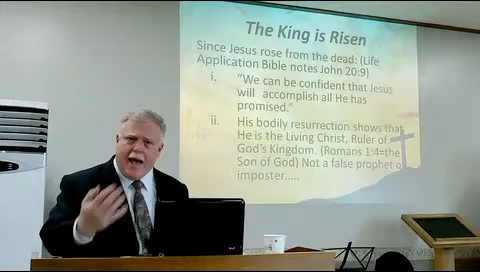 The King is Risen
Since Jesus rose from the dead: (Life
Application Bible notes John 20:9)
i. "We can be confident that Jesus
will accomplish all He has
promised."
ii. His bodily resurrection shows that
He is the Living Christ, Ruler of
God's Kingdom. (Romans 1:4=the
Son of God) Not a false prophet or
imposter.....